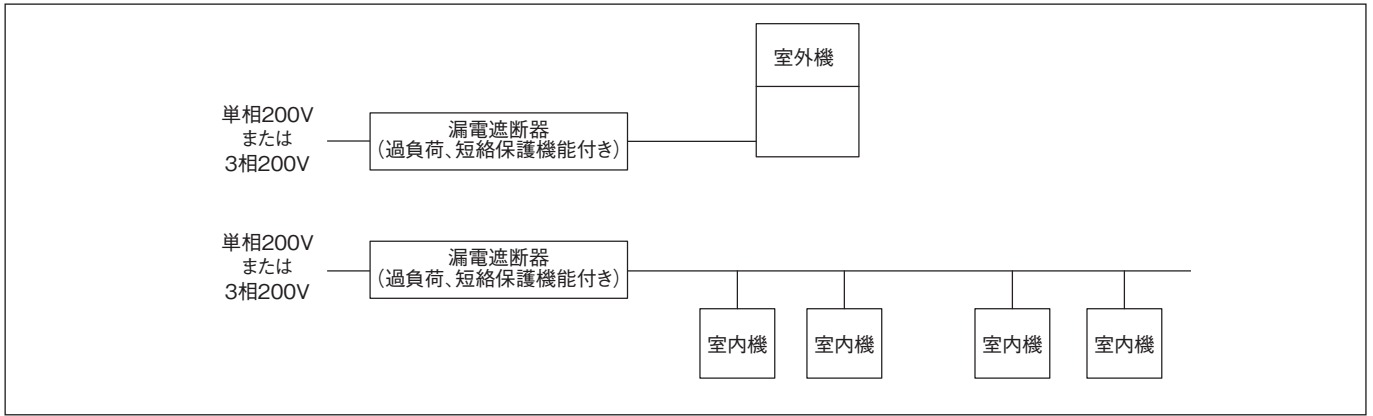 室外機
単相200V
または
3相200V
漏電遮断器
(過負荷、短絡保護機能付き)
単相200V
または
3相200V
漏電遮断器
(過負荷、短絡保護機能付き)
室内機
室内機
室内機
室内機